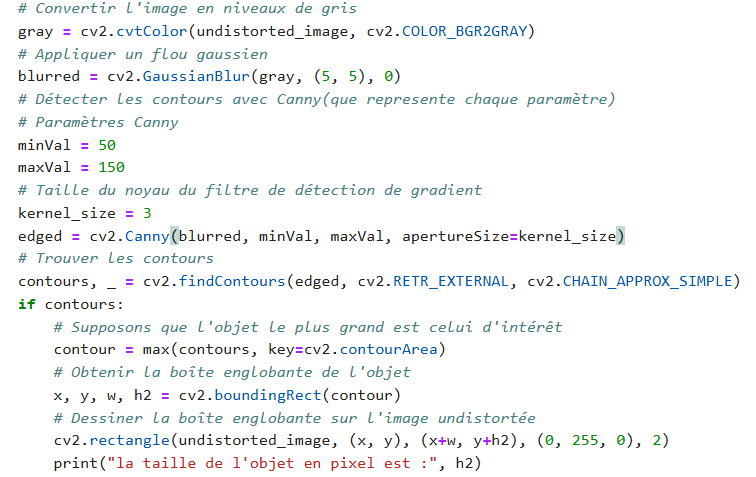 # Convertir l'image en niveaux de gris
gray = cv2.cvtColor(undistorted_image, cv2.COLOR_BGR2GRAY)
# Appliquer un flou gaussien
blurred = cv2.GaussianBlur(gray, (5, 5), 0)
# Détecter les contours avec Canny(que represente chaque paramètre)
# Paramètres Canny
minVal = 50
maxVal = 150
# Taille du noyau du filtre de détection de gradient
kernel_size = 3
edged = cv2.Canny(blurred, minVal, maxVal, apertureSize=kernel_size)
# Trouver les contours
contours, _ = cv2.findContours(edged, cv2.RETR_EXTERNAL, cv2.CHAIN_APPROX_SIMPLE)
if contours:
    # Supposons que l'objet le plus grand est celui d'intérêt
    contour = max(contours, key=cv2.contourArea)
    # Obtenir la boîte englobante de l'objet
    x, y, w, h2 = cv2.boundingRect(contour)
    # Dessiner la boîte englobante sur l'image undistortée
    cv2.rectangle(undistorted_image, (x, y), (x+w, y+h2), (0, 255, 0), 2)
    print("la taille de l'objet en pixel est :", h2)